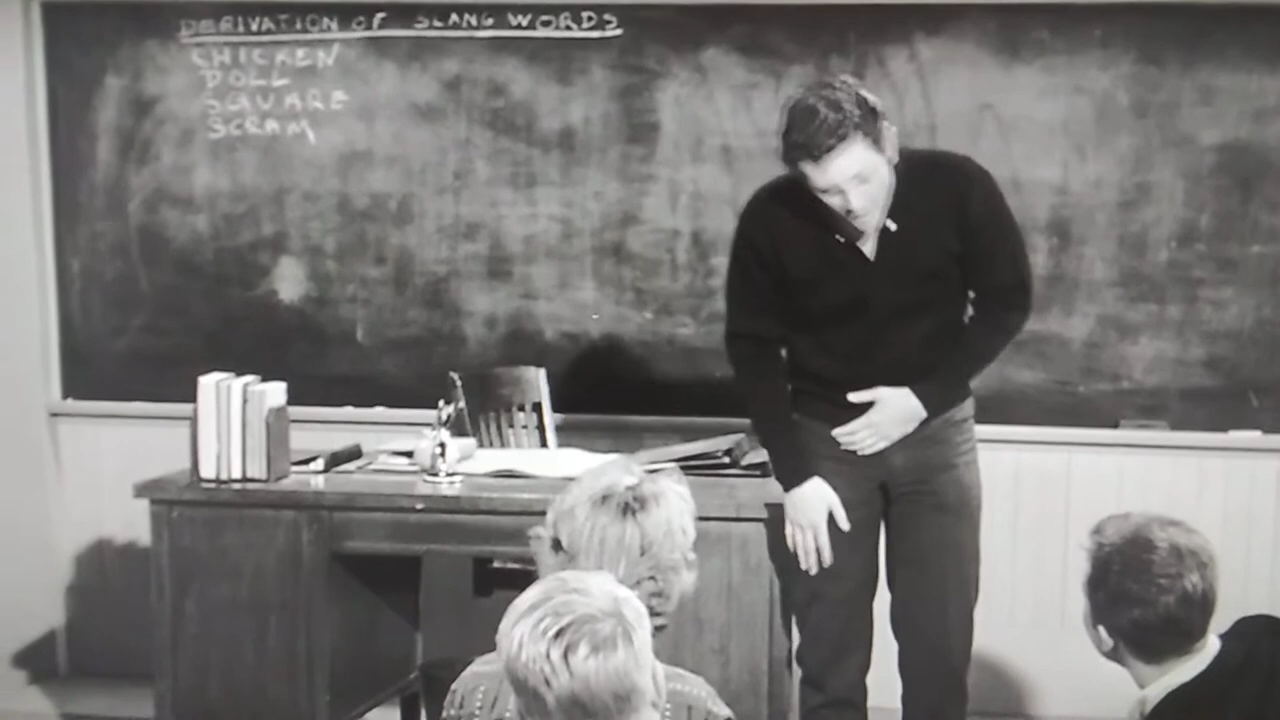 DERIVATION OF SLANG WORDS
CHICKEN
DOLL
SQUARE
SCRAM